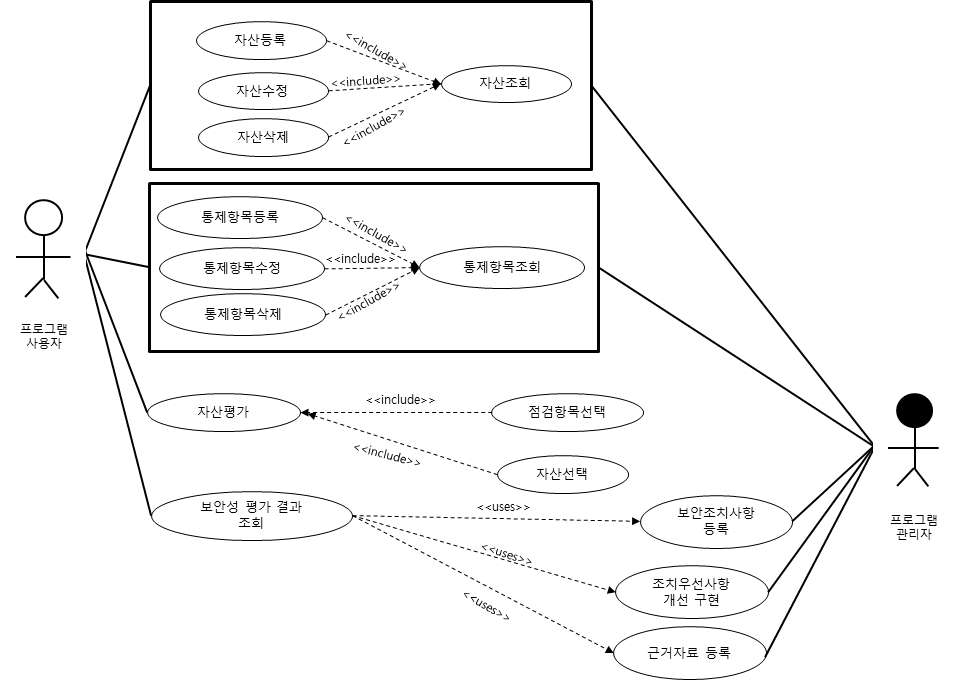 자산등록
<<include>>
자산수정
<<include>>
자산조회
자산삭제
<<include>>
통제항목등록
<<include>>
통제항목수정
<<include>>
통제항목조회
통제항목삭제
<<include>>
프로그램
사용자
자산평가
<<include>>
점검항목선택
<<include>>
자산선택
보안성 평가 결과
조회
<<uses>>
보안조치사항
등록
<<uses>>
조치우선사항
개선 구현
<<uses>>
근거자료 등록
프로그램
관리자